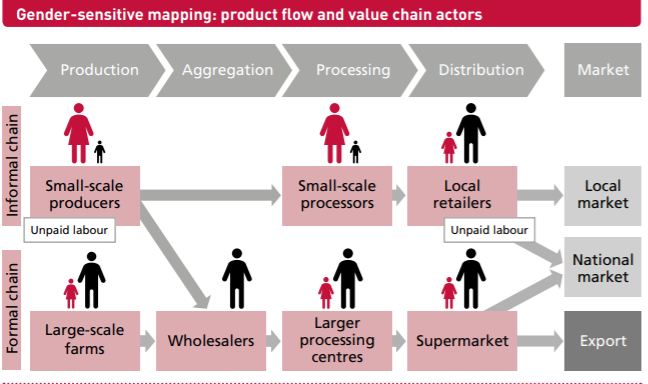 Gender-sensitive mapping: product flow and value chain actors
Production
Aggregation
Processing
Distribution
Market
Informal chain
Small-scale
producers
Small-scale
processors
Local
retailers
Local
market
Unpaid labour
Unpaid labour
National
market
Formal chain
Large-scale
farms
Wholesalers
Larger
processing
centres
Supermarket
Export